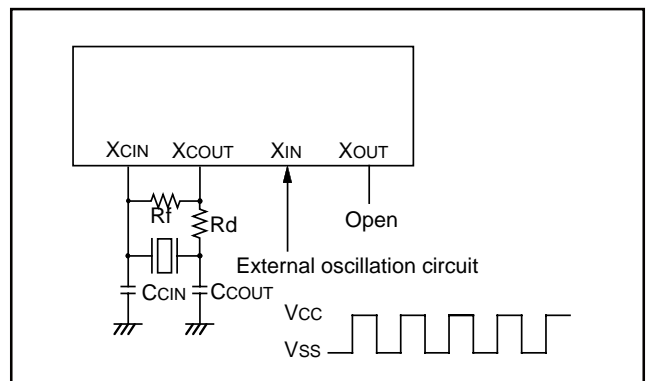 XCIN XCOUT XIN XOUT
Rf
Rd
Open
External oscillation circuit
CCIN CCOUT
VCC
VSS